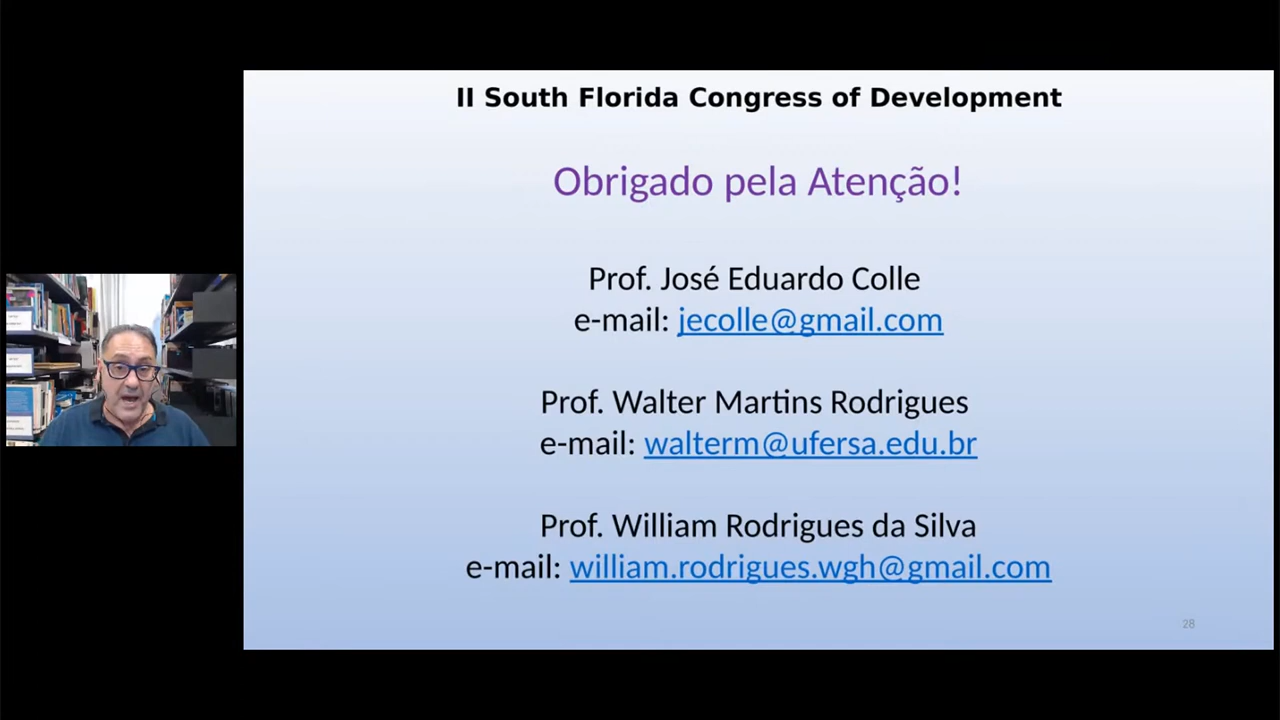 II South Florida Congress of Development
Obrigado pela Atenção!
Prof. José Eduardo Colle
e-mail: jecolle@gmail.com
Prof. Walter Martins Rodrigues
e-mail: walterm@ufersa.edu.br
Prof. William Rodrigues da Silva
e-mail: william.rodrigues.wgh@gmail.com
28